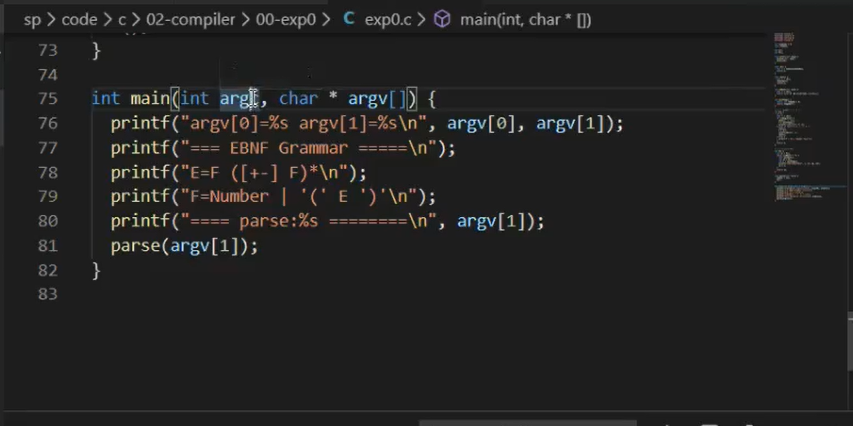 sp > code > c > 02-compiler > 00-exp0 > C exp0.c > main(int, char * [])
73 }
74
75 int main(int argc, char * argv[]) {
76 printf("argv[0]=%s argv[1]=%s\n", argv[0], argv[1]);
77 printf("=== EBNF Grammar =====\n");
78 printf("E=F ([+-] F)*\n");
79 printf("F=Number | '(' E ')'\n");
80 printf("==== parse:%s ========\n", argv[1]);
81 parse(argv[1]);
82 }
83